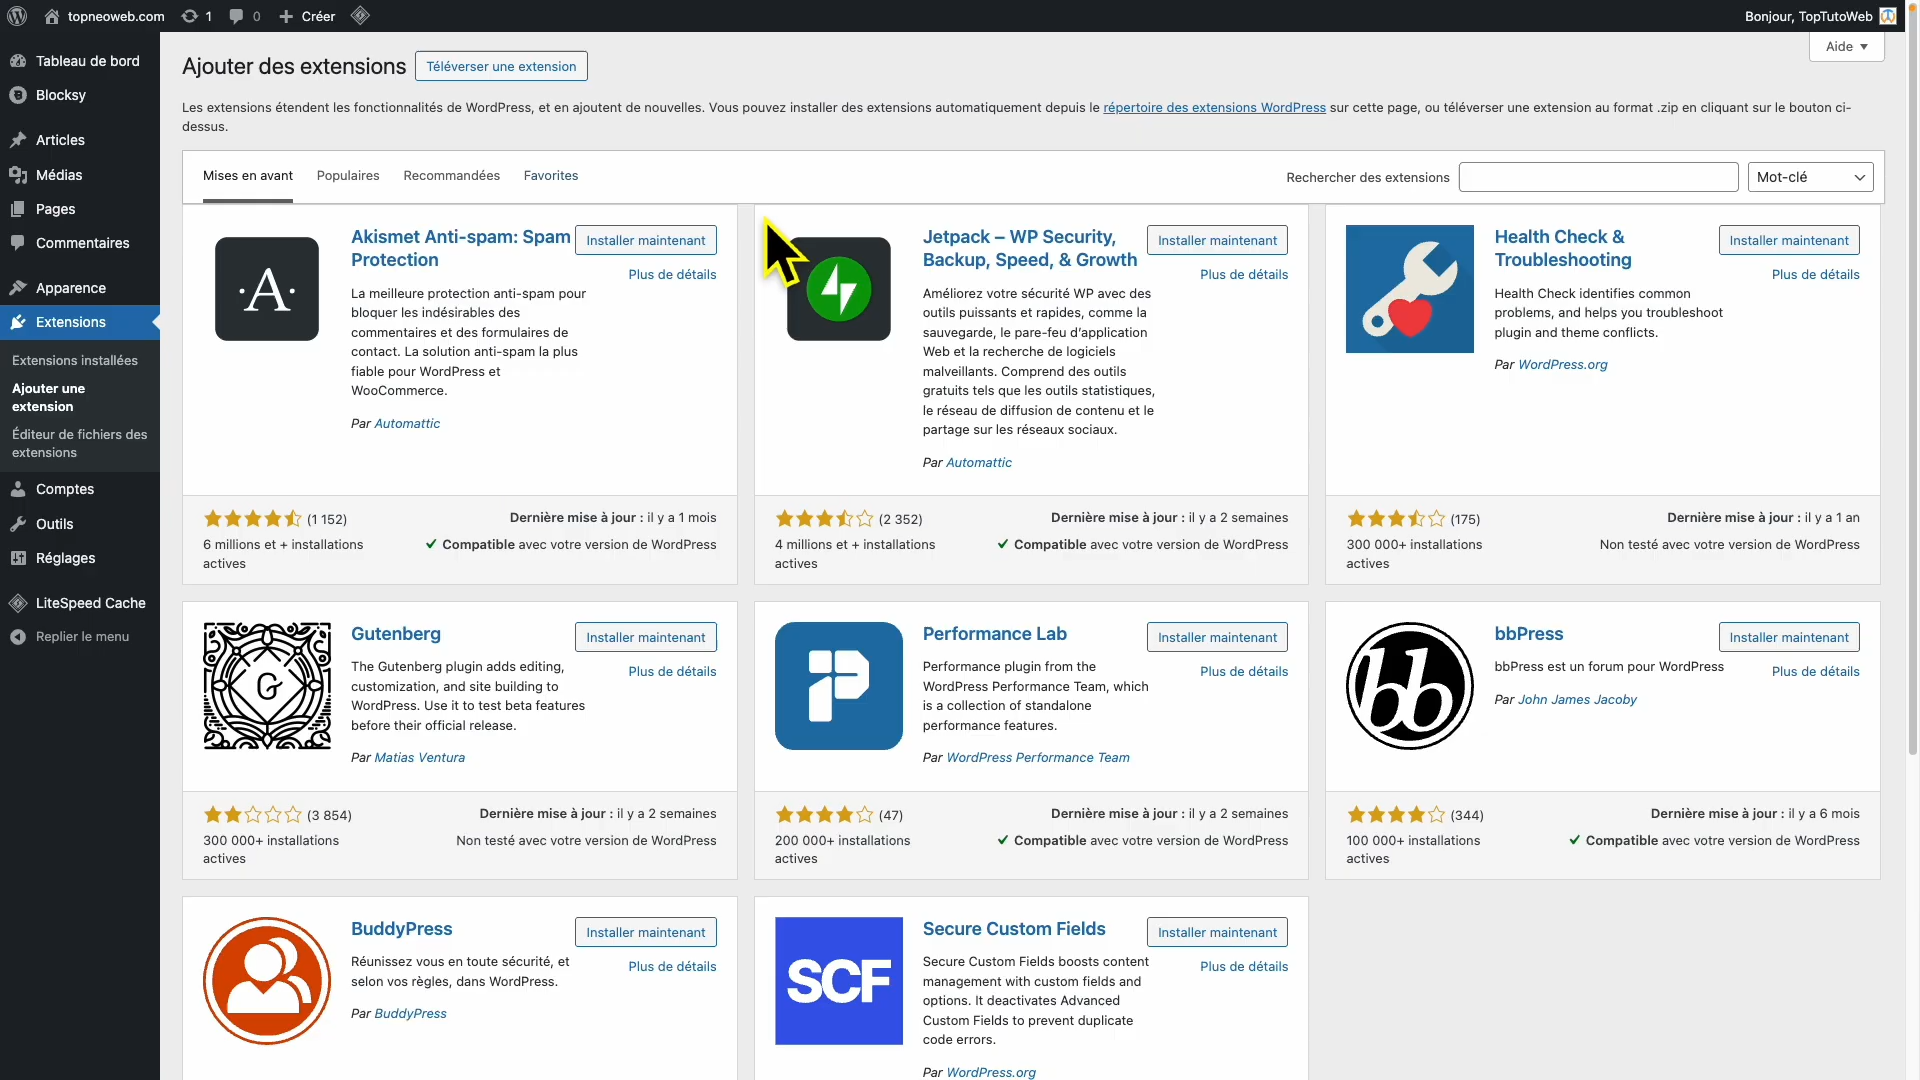 topneoweb.com
1
0
Créer
Bonjour, TopTutoWeb
Tableau de bord
Blocksy
Articles
Médias
Pages
Commentaires
Apparence
Extensions
Extensions installées
Ajouter une
extension
Éditeur de fichiers des
extensions
Comptes
Outils
Réglages
LiteSpeed Cache
Replier le menu
Aide
Ajouter des extensions
Téléverser une extension
Les extensions étendent les fonctionnalités de WordPress, et en ajoutent de nouvelles. Vous pouvez installer des extensions automatiquement depuis le répertoire des extensions WordPress sur cette page, ou téléverser une extension au format .zip en cliquant sur le bouton ci-
dessus.
Mises en avant
Populaires
Recommandées
Favorites
Rechercher des extensions
Mot-clé
A
Akismet Anti-spam: Spam
Protection
Installer maintenant
Plus de détails
La meilleure protection anti-spam pour
bloquer les indésirables des
commentaires et des formulaires de
contact. La solution anti-spam la plus
fiable pour WordPress et
WooCommerce.
Par Automattic
(1 152)
6 millions et + installations
actives
Dernière mise à jour : il y a 1 mois
Compatible avec votre version de WordPress
Jetpack – WP Security,
Backup, Speed, & Growth
Installer maintenant
Plus de détails
Améliorez votre sécurité WP avec des
outils puissants et rapides, comme la
sauvegarde, le pare-feu d’application
Web et la recherche de logiciels
malveillants. Comprend des outils
gratuits tels que les outils statistiques,
le réseau de diffusion de contenu et le
partage sur les réseaux sociaux.
Par Automattic
(2 352)
4 millions et + installations
actives
Dernière mise à jour : il y a 2 semaines
Compatible avec votre version de WordPress
Health Check &
Troubleshooting
Installer maintenant
Plus de détails
Health Check identifies common
problems, and helps you troubleshoot
plugin and theme conflicts.
Par WordPress.org
(175)
300 000+ installations
actives
Dernière mise à jour : il y a 1 an
Non testé avec votre version de WordPress
G
Gutenberg
Installer maintenant
Plus de détails
The Gutenberg plugin adds editing,
customization, and site building to
WordPress. Use it to test beta features
before their official release.
Par Matias Ventura
(3 854)
300 000+ installations
actives
Dernière mise à jour : il y a 2 semaines
Non testé avec votre version de WordPress
Performance Lab
Installer maintenant
Plus de détails
Performance plugin from the
WordPress Performance Team, which
is a collection of standalone
performance features.
Par WordPress Performance Team
(47)
200 000+ installations
actives
Dernière mise à jour : il y a 2 semaines
Compatible avec votre version de WordPress
bb
bbPress
Installer maintenant
Plus de détails
bbPress est un forum pour WordPress
Par John James Jacoby
(344)
100 000+ installations
actives
Dernière mise à jour : il y a 6 mois
Compatible avec votre version de WordPress
BuddyPress
Installer maintenant
Plus de détails
Réunissez vous en toute sécurité, et
selon vos règles, dans WordPress.
Par BuddyPress
SCF
Secure Custom Fields
Installer maintenant
Plus de détails
Secure Custom Fields boosts content
management with custom fields and
options. It deactivates Advanced
Custom Fields to prevent duplicate
code errors.
Par WordPress.org